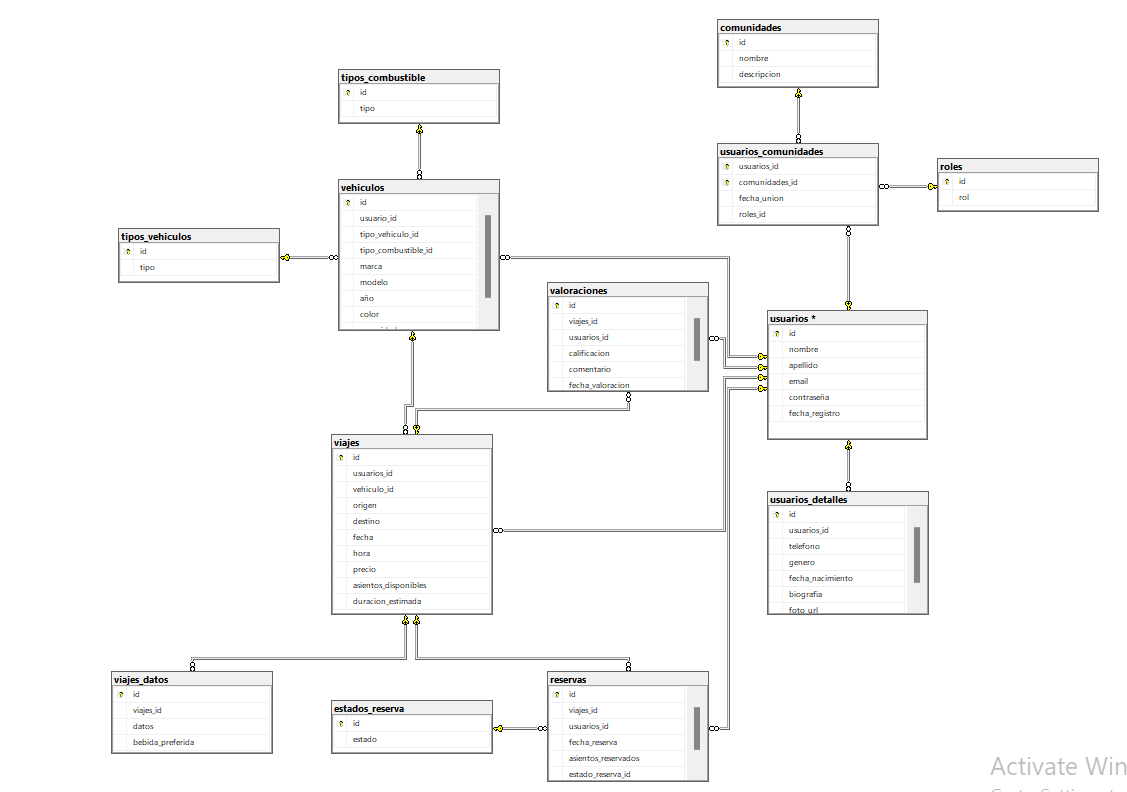 comunidades
id
nombre
descripcion
tipos_combustible
id
tipo
usuarios_comunidades
usuarios_id
comunidades_id
fecha_union
roles_id
roles
id
rol
vehiculos
id
usuario_id
tipo_vehiculo_id
tipo_combustible_id
marca
modelo
año
color
tipos_vehiculos
id
tipo
valoraciones
id
viajes_id
usuarios_id
calificacion
comentario
fecha_valoracion
usuarios *
id
nombre
apellido
email
contraseña
fecha_registro
viajes
id
usuarios_id
vehiculo_id
origen
destino
fecha
hora
precio
asientos_disponibles
duracion_estimada
usuarios_detalles
id
usuarios_id
telefono
genero
fecha_nacimiento
biografia
foto_url
viajes_datos
id
viajes_id
datos
bebida_preferida
estados_reserva
id
estado
reservas
id
viajes_id
usuarios_id
fecha_reserva
asientos_reservados
estado_reserva_id
Activate Win